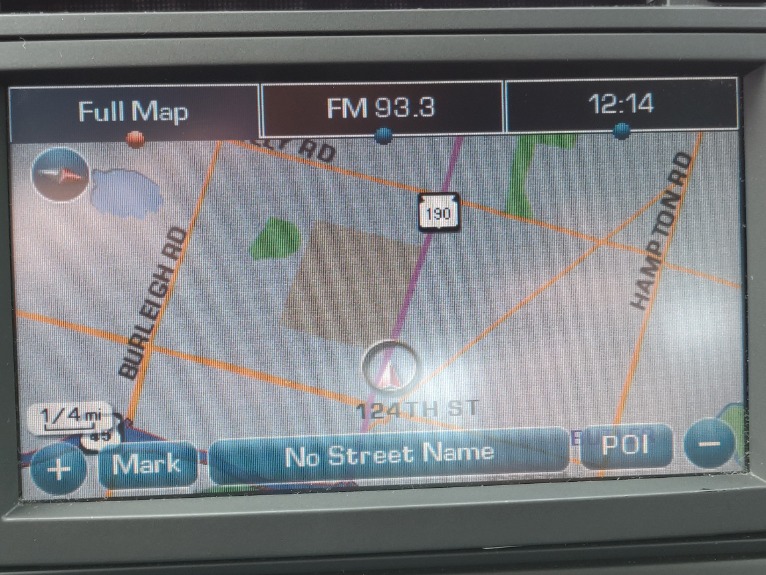 Full Map
FM 93.3
12:14
RD
190
BURLEIGH RD
HAMPTON RD
1/4 mi
124TH ST
45
+
Mark
No Street Name
POI
−